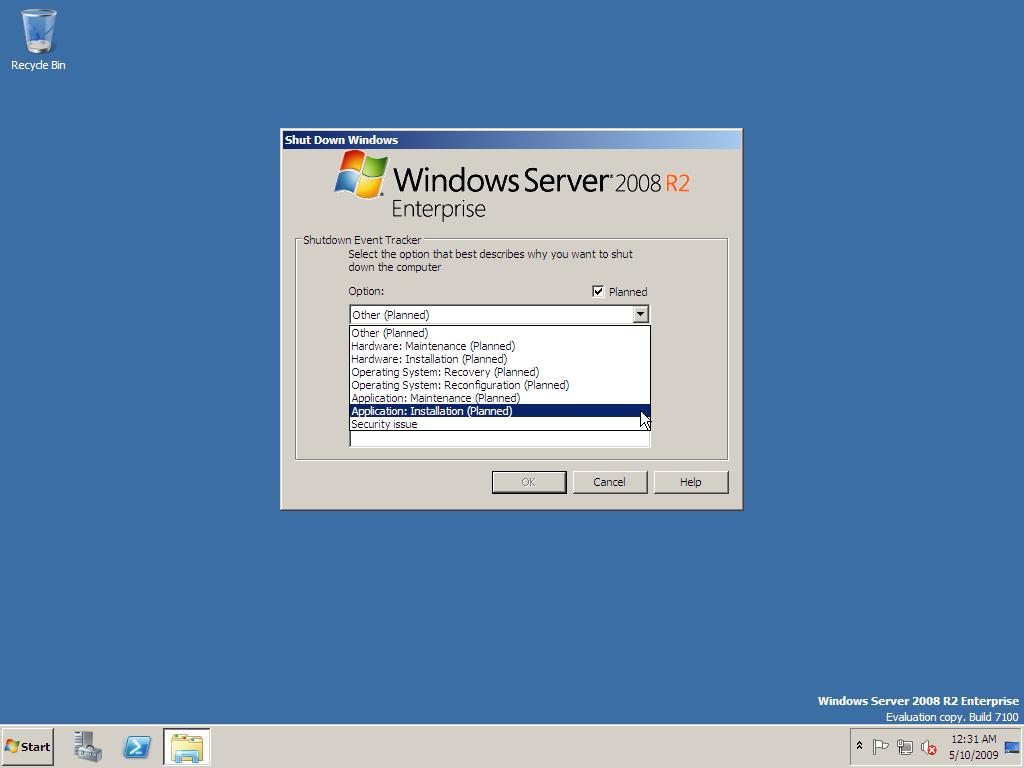 Recycle Bin
Shut Down Windows
Windows Server 2008 R2
Enterprise
Shutdown Event Tracker
Select the option that best describes why you want to shut
down the computer
Option:
Planned
Other (Planned)
Other (Planned)
Hardware: Maintenance (Planned)
Hardware: Installation (Planned)
Operating System: Recovery (Planned)
Operating System: Reconfiguration (Planned)
Application: Maintenance (Planned)
Application: Installation (Planned)
Security issue
OK
Cancel
Help
Windows Server 2008 R2 Enterprise
Evaluation copy. Build 7100
Start
12:31 AM
5/10/2009